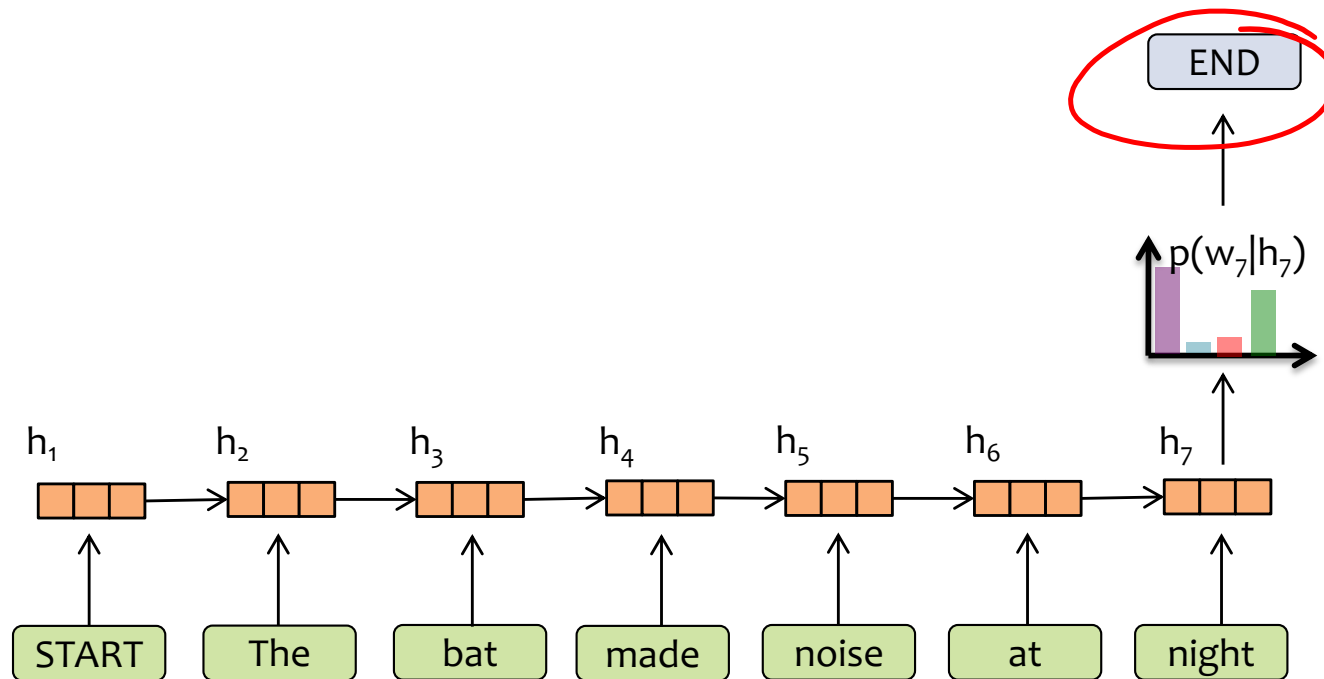 END
p(w₇|h₇)
h₁ h₂ h₃ h₄ h₅ h₆ h₇
START The bat made noise at night